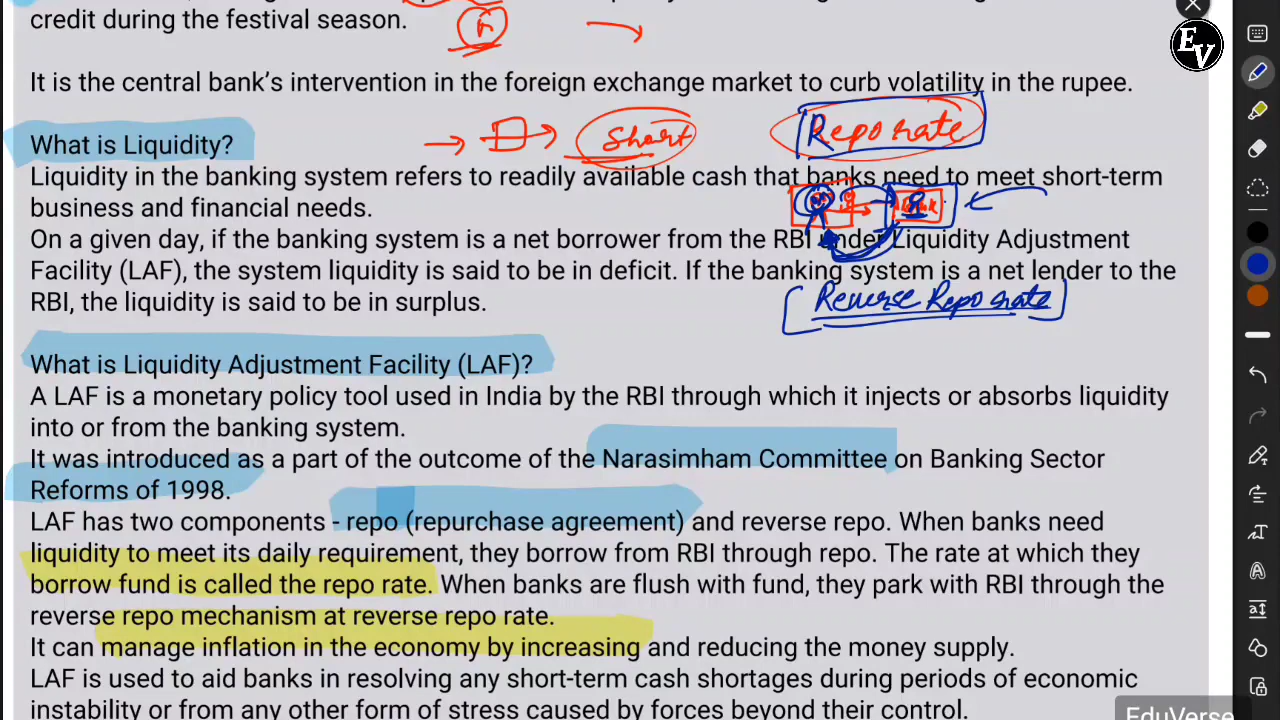 credit during the festival season.
It is the central bank's intervention in the foreign exchange market to curb volatility in the rupee.
EV
What is Liquidity?
Short
Repo rate
Liquidity in the banking system refers to readily available cash that banks need to meet short-term
business and financial needs.
On a given day, if the banking system is a net borrower from the RBI under Liquidity Adjustment
Facility (LAF), the system liquidity is said to be in deficit. If the banking system is a net lender to the
RBI, the liquidity is said to be in surplus.
Reverse Repo rate
What is Liquidity Adjustment Facility (LAF)?
A LAF is a monetary policy tool used in India by the RBI through which it injects or absorbs liquidity
into or from the banking system.
It was introduced as a part of the outcome of the Narasimham Committee on Banking Sector
Reforms of 1998.
LAF has two components - repo (repurchase agreement) and reverse repo. When banks need
liquidity to meet its daily requirement, they borrow from RBI through repo. The rate at which they
borrow fund is called the repo rate. When banks are flush with fund, they park with RBI through the
reverse repo mechanism at reverse repo rate.
It can manage inflation in the economy by increasing and reducing the money supply.
LAF is used to aid banks in resolving any short-term cash shortages during periods of economic
instability or from any other form of stress caused by forces beyond their control.
EduVerse